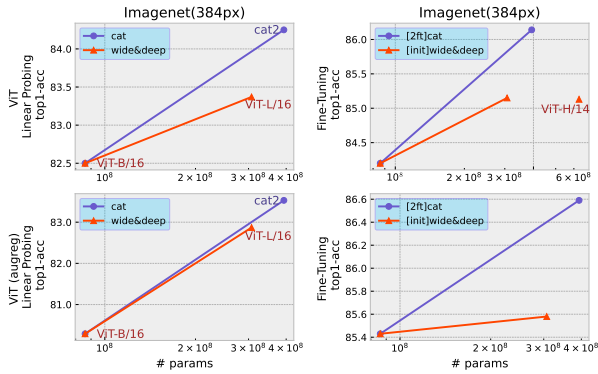 Imagenet(384px)
Imagenet(384px)
ViT
Linear Probing
top1-acc
84.0
83.5
83.0
82.5
cat
wide&deep
cat2
ViT-L/16
ViT-B/16
10⁸
2 × 10⁸
3 × 10⁸
4 × 10⁸
Fine-Tuning
top1-acc
86.0
85.6
85.2
84.8
84.4
[2ft]cat
[init]wide&deep
ViT-H/14
10⁸
2 × 10⁸
3 × 10⁸
6 × 10⁸
ViT (augreg)
Linear Probing
top1-acc
83.0
82.0
81.0
cat
wide&deep
cat2
ViT-L/16
ViT-B/16
10⁸
2 × 10⁸
3 × 10⁸
4 × 10⁸
# params
Fine-Tuning
top1-acc
86.6
86.4
86.2
86.0
85.8
85.6
85.4
[2ft]cat
[init]wide&deep
10⁸
2 × 10⁸
3 × 10⁸
4 × 10⁸
# params